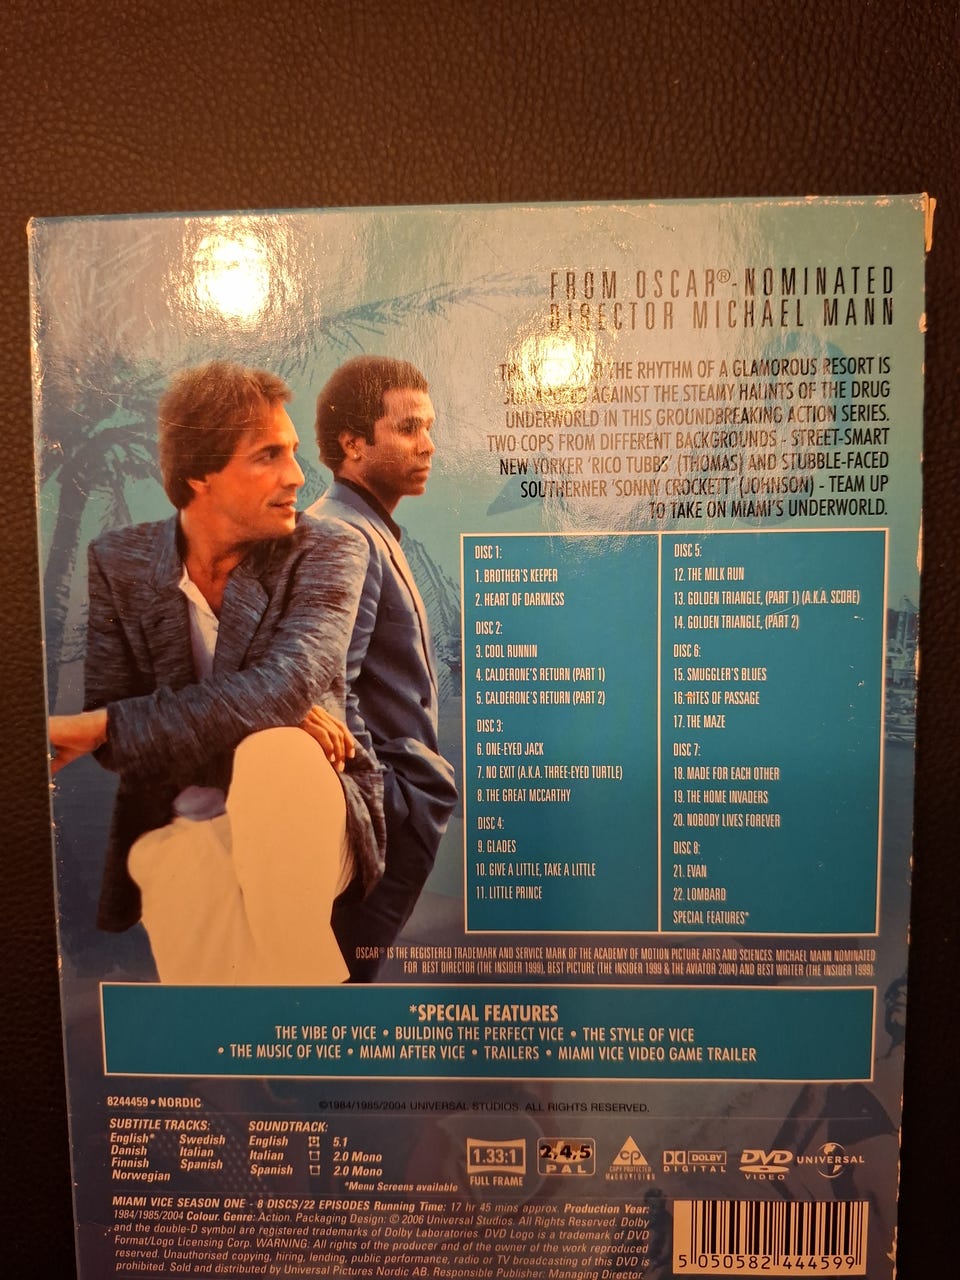 FROM OSCAR®-NOMINATED
DIRECTOR MICHAEL MANN
THE RHYTHM OF A GLAMOROUS RESORT IS
AGAINST THE STEAMY HAUNTS OF THE DRUG
UNDERWORLD IN THIS GROUNDBREAKING ACTION SERIES.
TWO COPS FROM DIFFERENT BACKGROUNDS - STREET-SMART
NEW YORKER 'RICO TUBBS' (THOMAS) AND STUBBLE-FACED
SOUTHERNER 'SONNY CROCKETT' (JOHNSON) - TEAM UP
TO TAKE ON MIAMI'S UNDERWORLD.
DISC 1:
1. BROTHER'S KEEPER
2. HEART OF DARKNESS
DISC 2:
3. COOL RUNNIN
4. CALDERONE'S RETURN (PART 1)
5. CALDERONE'S RETURN (PART 2)
DISC 3:
6. ONE-EYED JACK
7. NO EXIT (A.K.A. THREE-EYED TURTLE)
8. THE GREAT MCCARTHY
DISC 4:
9. GLADES
10. GIVE A LITTLE, TAKE A LITTLE
11. LITTLE PRINCE
DISC 5:
12. THE MILK RUN
13. GOLDEN TRIANGLE, (PART 1) (A.K.A. SCORE)
14. GOLDEN TRIANGLE, (PART 2)
DISC 6:
15. SMUGGLER'S BLUES
16. RITES OF PASSAGE
17. THE MAZE
DISC 7:
18. MADE FOR EACH OTHER
19. THE HOME INVADERS
20. NOBODY LIVES FOREVER
DISC 8:
21. EVAN
22. LOMBARD
SPECIAL FEATURES*
OSCAR® IS THE REGISTERED TRADEMARK AND SERVICE MARK OF THE ACADEMY OF MOTION PICTURE ARTS AND SCIENCES. MICHAEL MANN NOMINATED
FOR BEST DIRECTOR (THE INSIDER 1999), BEST PICTURE (THE INSIDER 1999 & THE AVIATOR 2004) AND BEST WRITER (THE INSIDER 1999).
*SPECIAL FEATURES
THE VIBE OF VICE • BUILDING THE PERFECT VICE • THE STYLE OF VICE
• THE MUSIC OF VICE • MIAMI AFTER VICE • TRAILERS • MIAMI VICE VIDEO GAME TRAILER
8244459 • NORDIC
©1984/1985/2004 UNIVERSAL STUDIOS. ALL RIGHTS RESERVED.
SUBTITLE TRACKS:
English* Swedish
Danish Italian
Finnish Spanish
Norwegian
SOUNDTRACK:
English 5.1
Italian 2.0 Mono
Spanish 2.0 Mono
*Menu Screens available
1.33:1
FULL FRAME
2,4,5
PAL
COPY PROTECTED
MACROVISION
DOLBY
DIGITAL
DVD
VIDEO
UNIVERSAL
MIAMI VICE SEASON ONE - 8 DISCS/22 EPISODES Running Time: 17 hr 45 mins approx. Production Year:
1984/1985/2004 Colour. Genre: Action. Packaging Design: © 2006 Universal Studios. All Rights Reserved. Dolby
and the double-D symbol are registered trademarks of Dolby Laboratories. DVD Logo is a trademark of DVD
Format/Logo Licensing Corp. WARNING: All rights of the producer and of the owner of the work reproduced
reserved. Unauthorised copying, hiring, lending, public performance, radio or TV broadcasting of this DVD is
prohibited. Sold and distributed by Universal Pictures Nordic AB. Responsible Publisher: Managing Director.
5 050582 444599